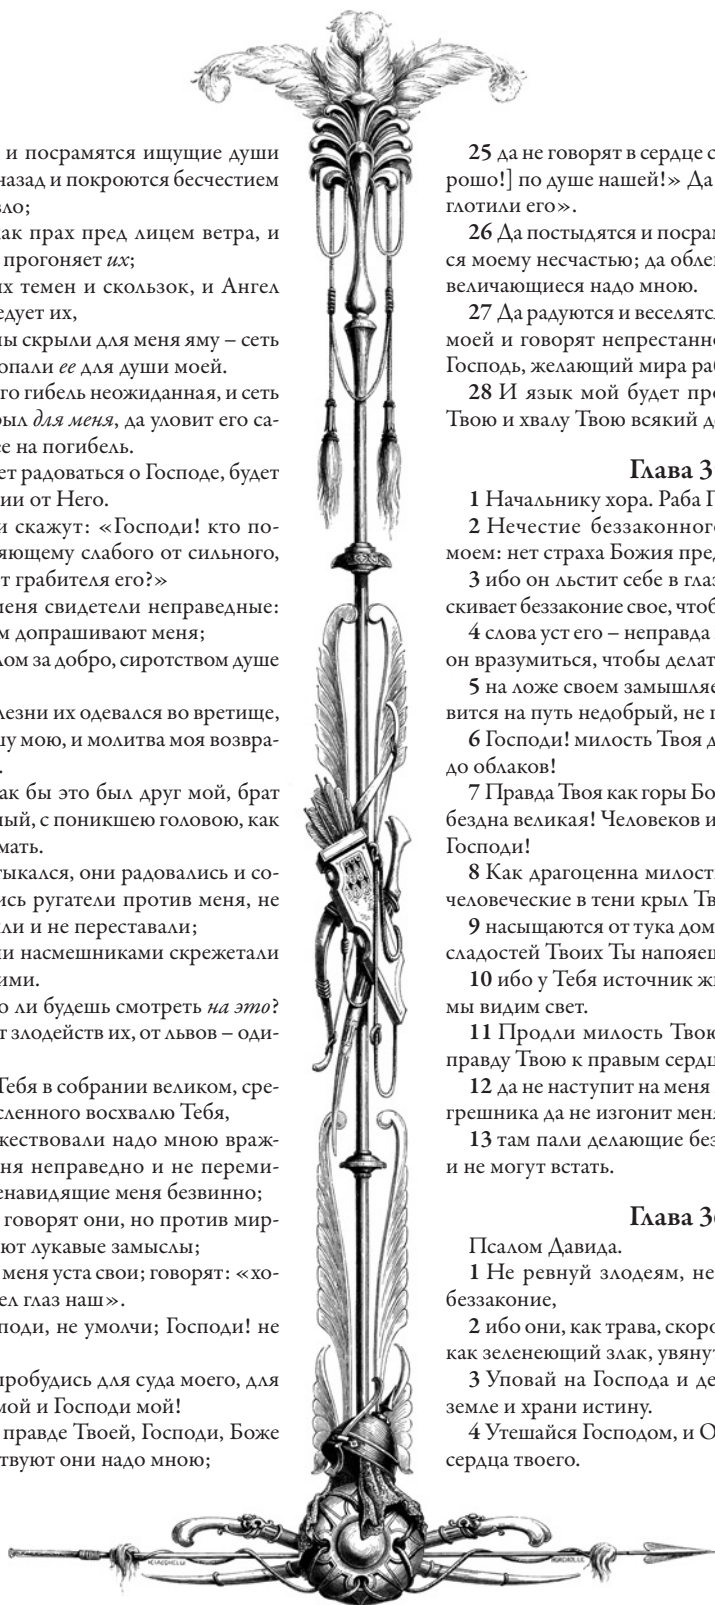 и посрамятся ищущие души
назад и покроются бесчестием
ло;
ак прах пред лицем ветра, и
прогоняет их;
их темен и скользок, и Ангел
едует их,
ны скрыли для меня яму – сеть
опали ее для души моей.
го гибель неожиданная, и сеть
рыл для меня, да уловит его са-
ее на погибель.
ет радоваться о Господе, будет
ии от Него.
и скажут: «Господи! кто по-
ляющему слабого от сильного,
т грабителя его?»
меня свидетели неправедные:
м допрашивают меня;
лом за добро, сиротством душе
лезни их одевался во вретище,
шу мою, и молитва моя возвра-
.
ак бы это был друг мой, брат
ный, с поникшею головою, как
мать.
тыкался, они радовались и со-
ись ругатели против меня, не
ли и не переставали;
ми насмешниками скрежетали
ими.
о ли будешь смотреть на это?
т злодейств их, от львов – оди-
Тебя в собрании великом, сре-
сленного восхвалю Тебя,
жествовали надо мною враж-
ня неправедно и не переми-
енавидящие меня безвинно;
говорят они, но против мир-
ют лукавые замыслы;
меня уста свои; говорят: «хо-
ел глаз наш».
поди, не умолчи; Господи! не
пробудись для суда моего, для
мой и Господи мой!
правде Твоей, Господи, Боже
твуют они надо мною;
25 да не говорят в сердце с
рошо!] по душе нашей!» Да
глотили его».
26 Да постыдятся и посрам
ся моему несчастью; да облек
величающиеся надо мною.
27 Да радуются и веселятс
моей и говорят непрестанно
Господь, желающий мира ра
28 И язык мой будет про
Твою и хвалу Твою всякий д
Глава 3
1 Начальнику хора. Раба Г
2 Нечестие беззаконного
моем: нет страха Божия пред
3 ибо он льстит себе в глаз
скивает беззаконие свое, чтоб
4 слова уст его – неправда
он вразумиться, чтобы делат
5 на ложе своем замышляе
вится на путь недобрый, не г
6 Господи! милость Твоя д
до облаков!
7 Правда Твоя как горы Бо
бездна великая! Человеков и
Господи!
8 Как драгоценна милость
человеческие в тени крыл Тв
9 насыщаются от тука дом
сладостей Твоих Ты напояеш
10 ибо у Тебя источник жи
мы видим свет.
11 Продли милость Твою
правду Твою к правым сердц
12 да не наступит на меня
грешника да не изгонит меня
13 там пали делающие без
и не могут встать.
Глава 3
Псалом Давида.
1 Не ревнуй злодеям, не
беззаконие,
2 ибо они, как трава, скоро
как зеленеющий злак, увянут
3 Уповай на Господа и де
земле и храни истину.
4 Утешайся Господом, и О
сердца твоего.